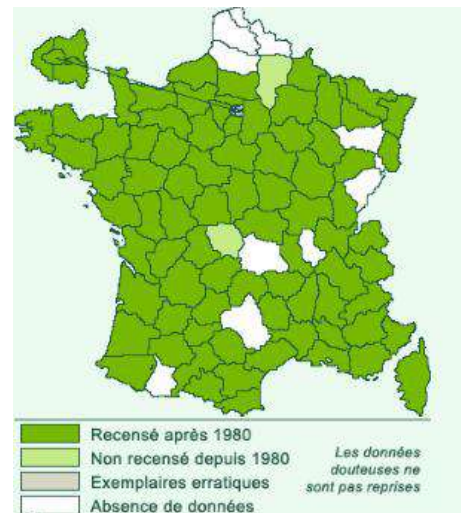 Recensé après 1980
Non recensé depuis 1980
Exemplaires erratiques
Absence de données
Les données
douteuses ne
sont pas reprises